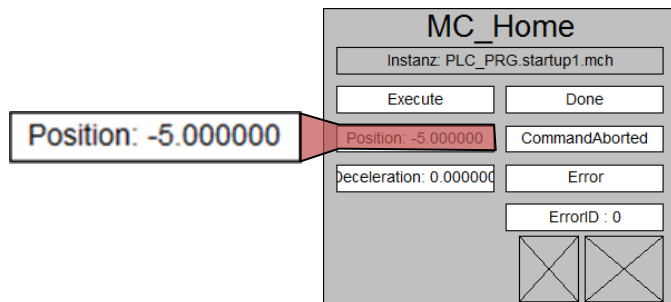 MC_Home
Instanz: PLC_PRG.startup1.mch
Execute
Done
Position: -5.000000
Position: -5.000000
CommandAborted
Deceleration: 0.000000
Error
ErrorID : 0